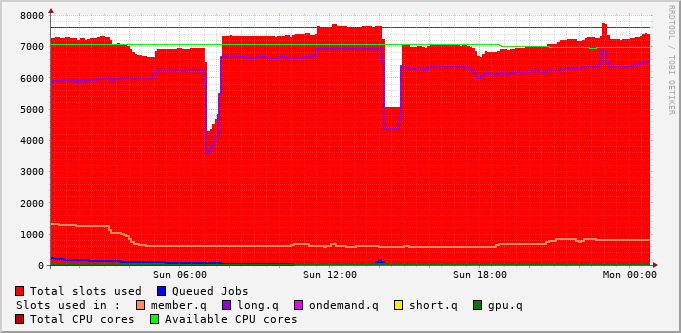 8000
7000
6000
5000
4000
3000
2000
1000
0
Sun 06:00 Sun 12:00 Sun 18:00 Mon 00:00
RRDTOOL / TOBI OETIKER
Total slots used Queued Jobs
Slots used in : member.q long.q ondemand.q short.q gpu.q
Total CPU cores Available CPU cores